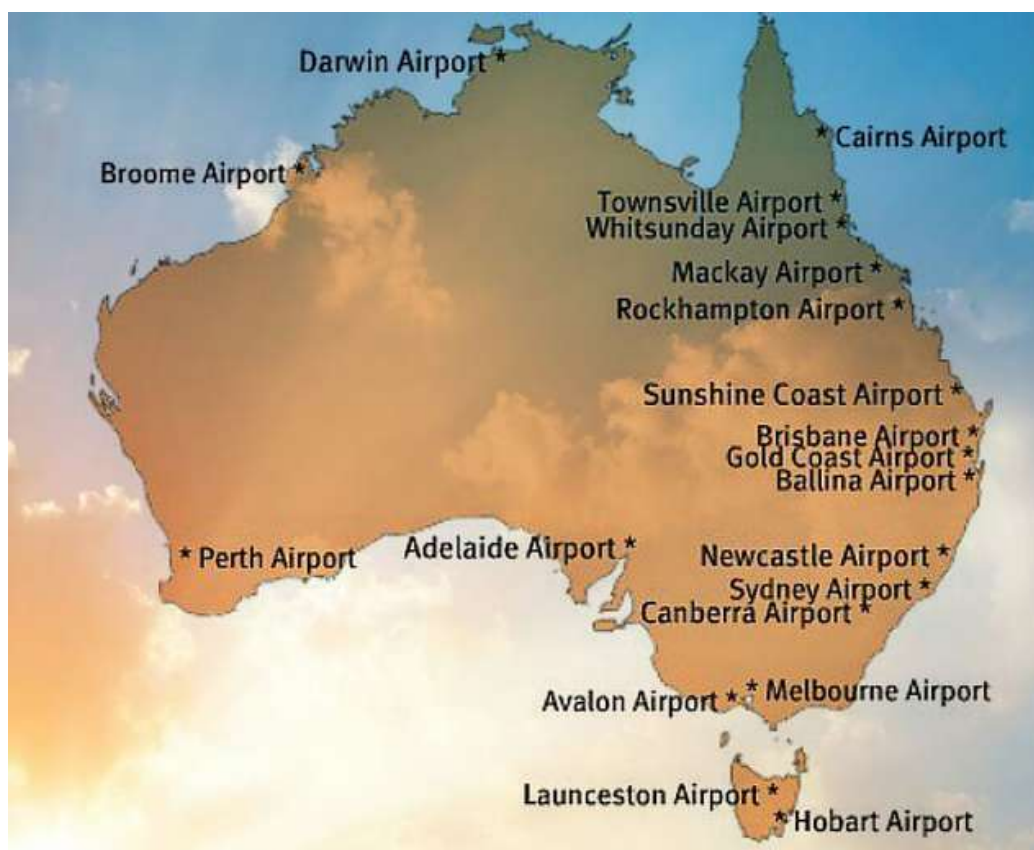 Darwin Airport *
* Cairns Airport
Broome Airport *
Townsville Airport *
Whitsunday Airport *
Mackay Airport *
Rockhampton Airport *
Sunshine Coast Airport *
Brisbane Airport *
Gold Coast Airport *
Ballina Airport *
Adelaide Airport *
* Perth Airport
Newcastle Airport *
Sydney Airport *
Canberra Airport *
* Melbourne Airport
Avalon Airport *
Launceston Airport *
* Hobart Airport